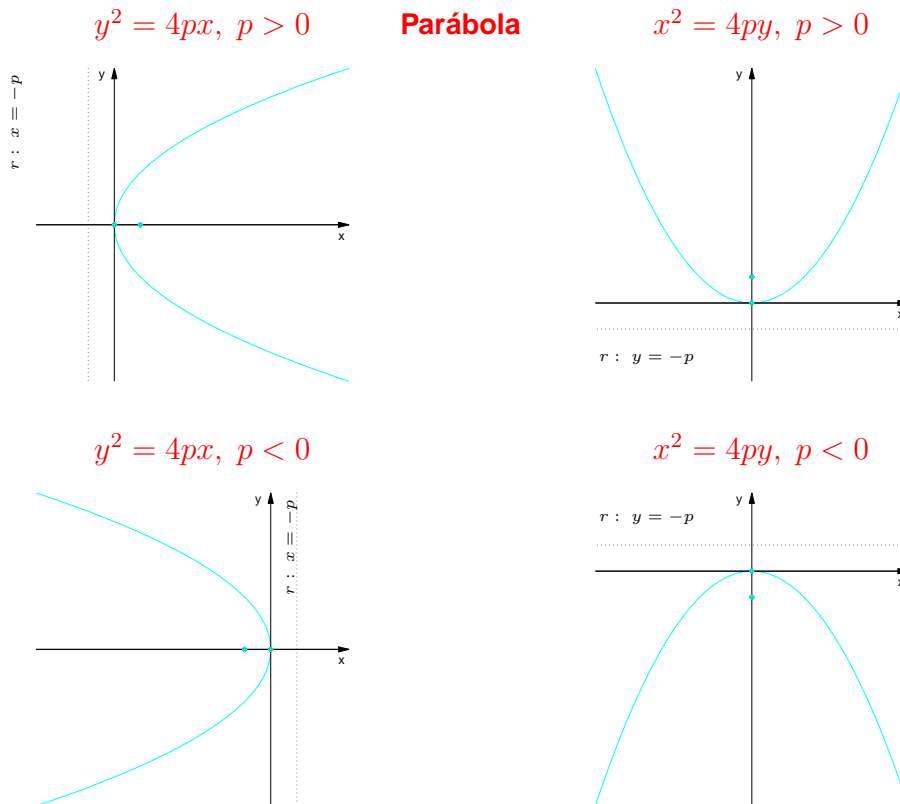 y² = 4px, p > 0
Parábola
x² = 4py, p > 0
y
x
r : x = −p
y
x
r : y = −p
y² = 4px, p < 0
x² = 4py, p < 0
y
x
r : x = −p
y
x
r : y = −p